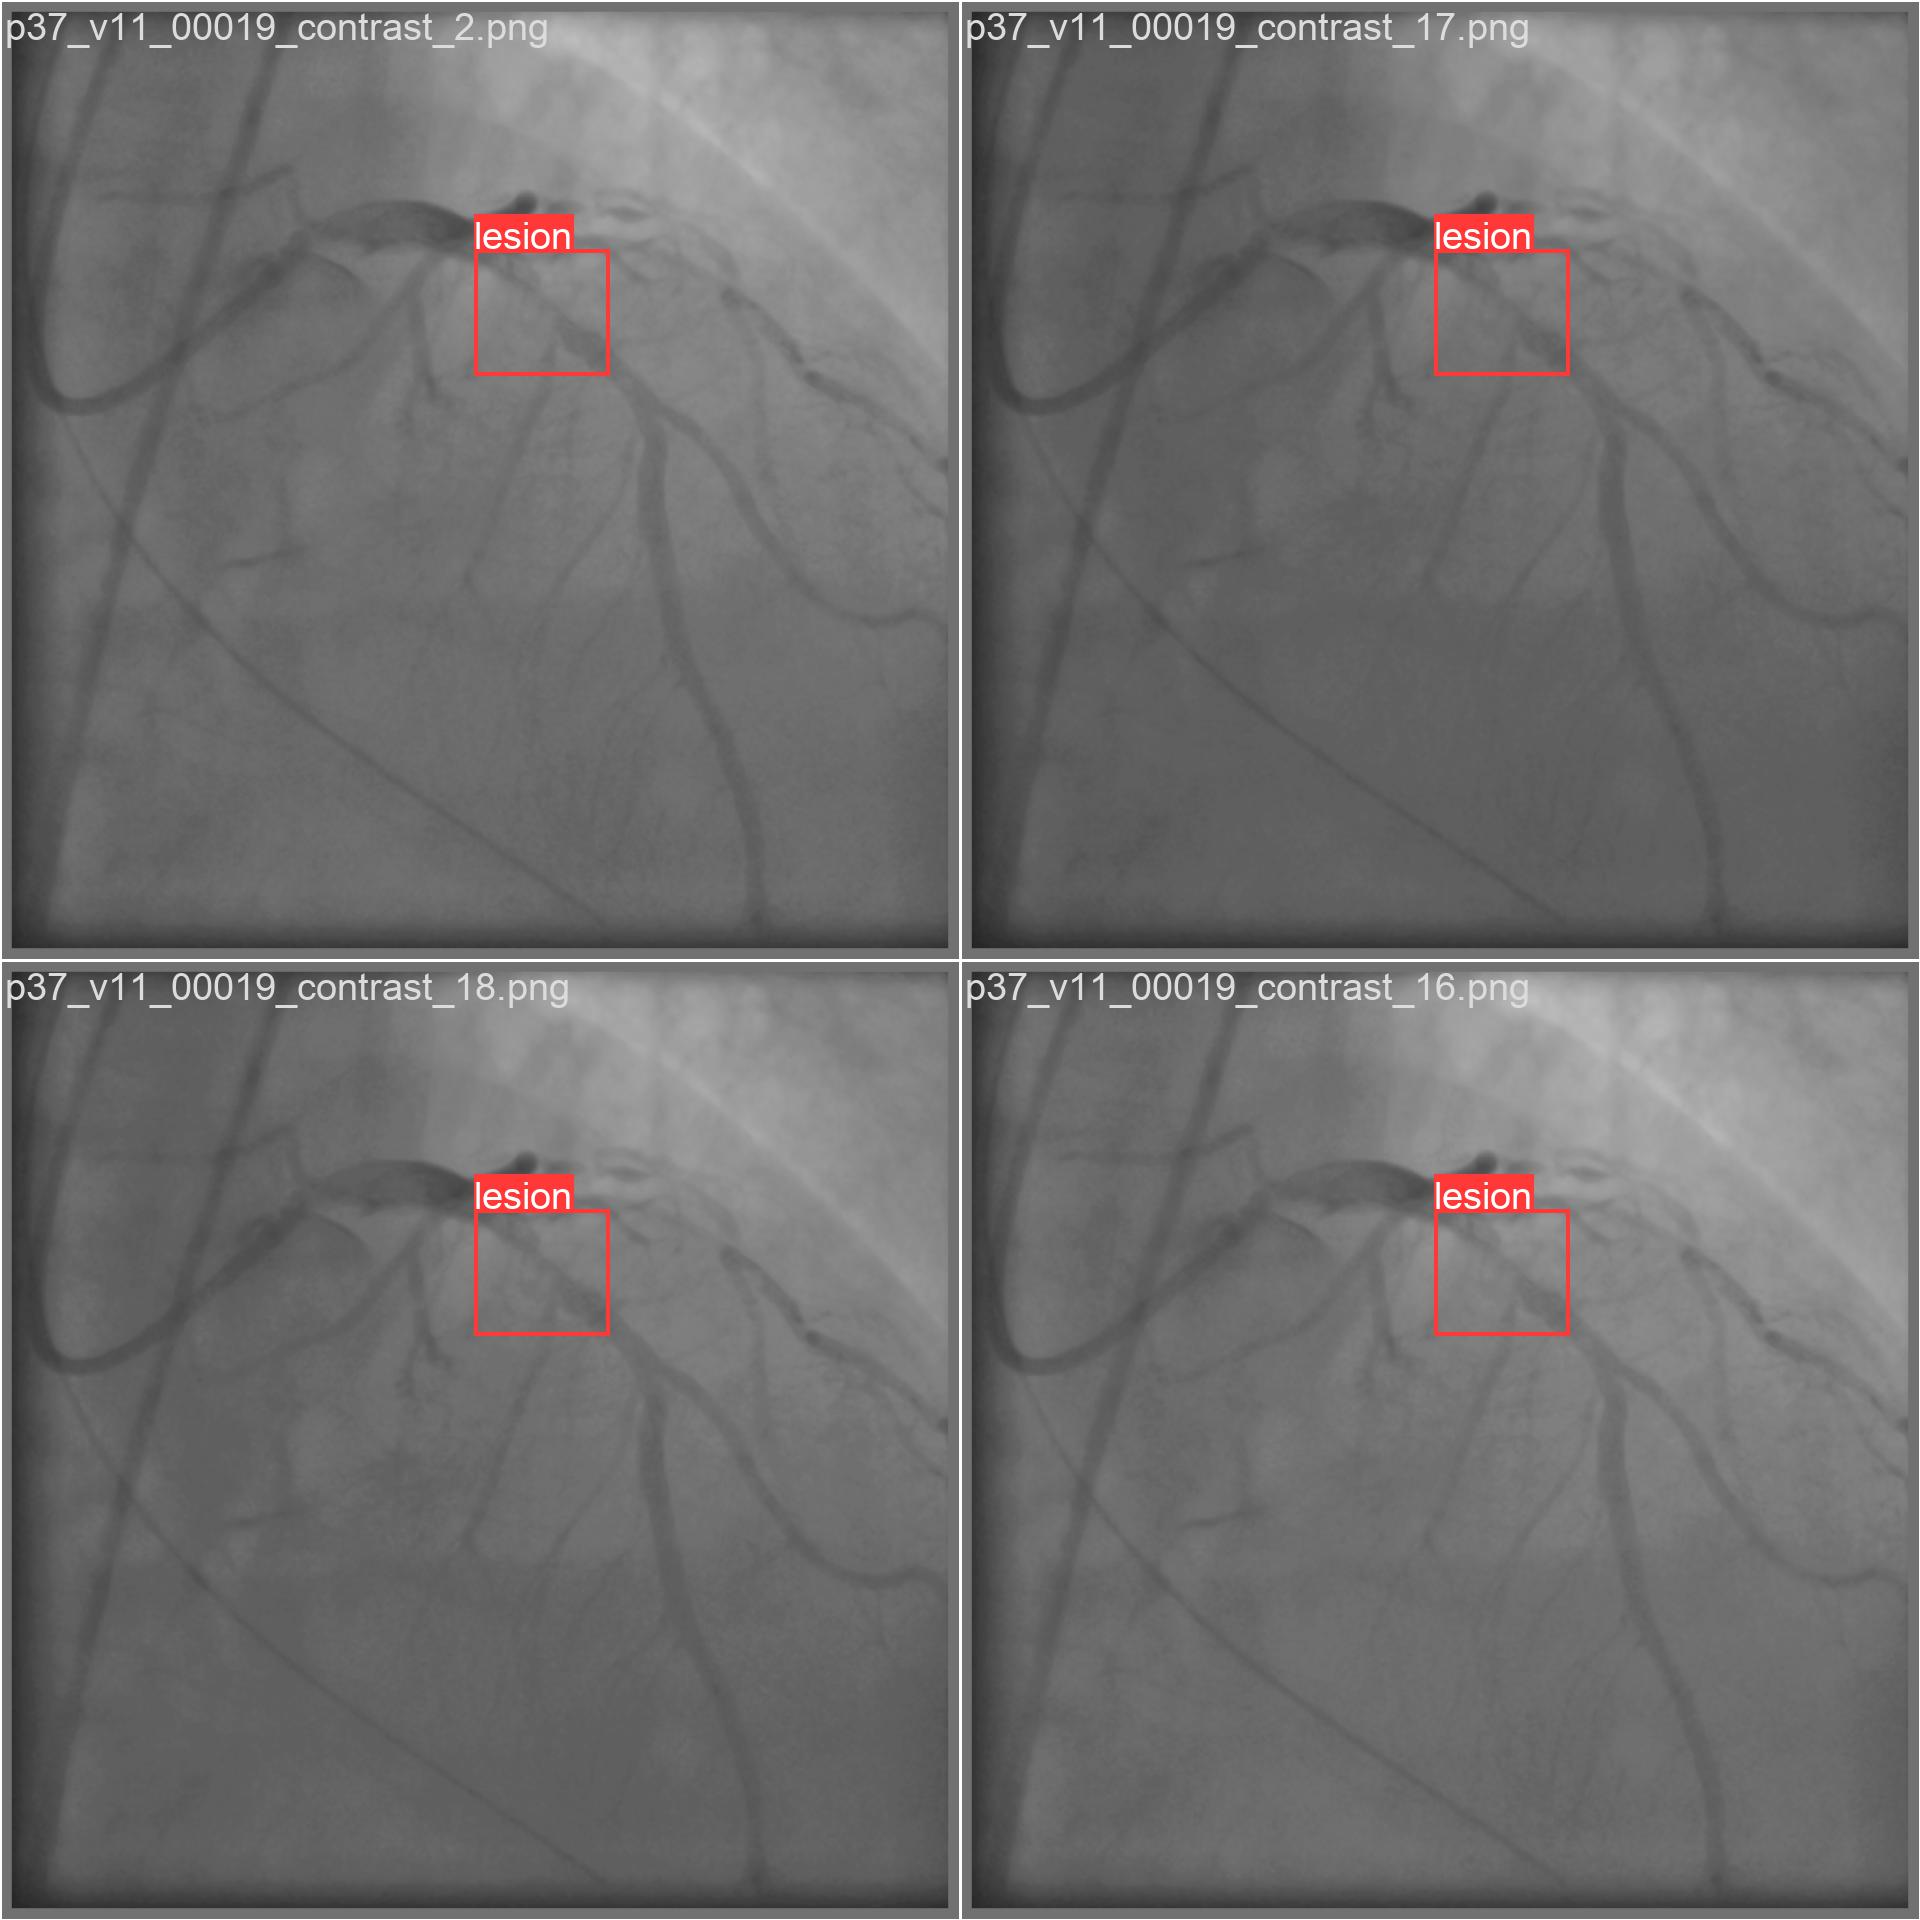 p37_v11_00019_contrast_2.png
p37_v11_00019_contrast_17.png
lesion
lesion
p37_v11_00019_contrast_18.png
p37_v11_00019_contrast_16.png
lesion
lesion